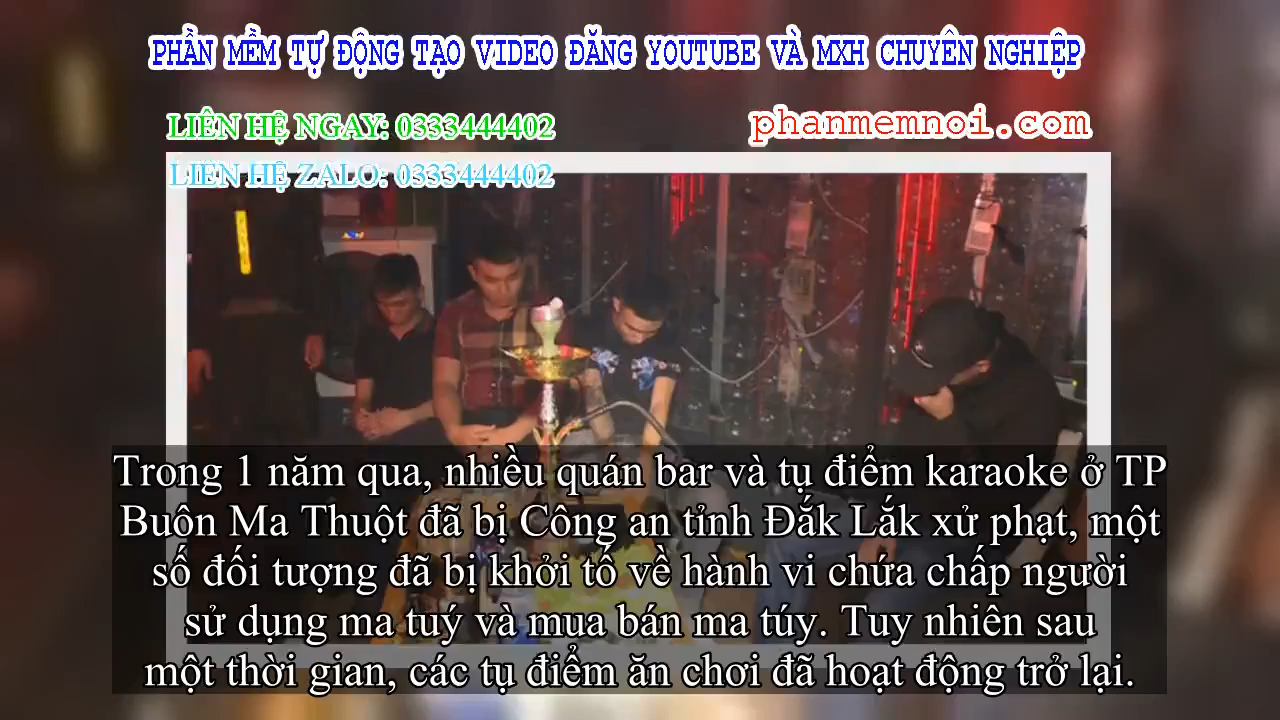 PHẦN MỀM TỰ ĐỘNG TẠO VIDEO ĐĂNG YOUTUBE VÀ MXH CHUYÊN NGHIỆP
LIÊN HỆ NGAY: 0333444402
phanmemnoi.com
LIÊN HỆ ZALO: 0333444402
Trong 1 năm qua, nhiều quán bar và tụ điểm karaoke ở TP
Buôn Ma Thuột đã bị Công an tỉnh Đắk Lắk xử phạt, một
số đối tượng đã bị khởi tố về hành vi chứa chấp người
sử dụng ma tuý và mua bán ma túy. Tuy nhiên sau
một thời gian, các tụ điểm ăn chơi đã hoạt động trở lại.